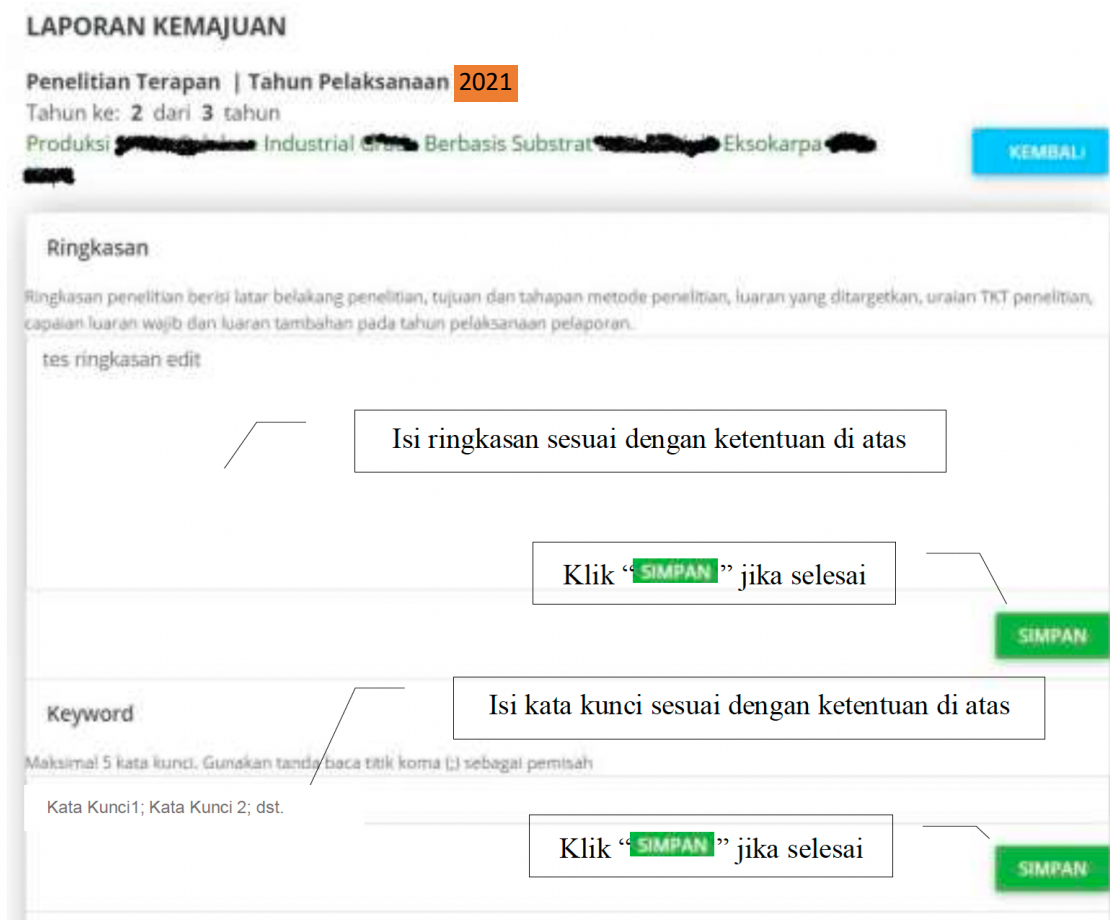 LAPORAN KEMAJUAN
Penelitian Terapan | Tahun Pelaksanaan 2021
Tahun ke: 2 dari 3 tahun
Produksi Industrial Berbasis Substrat Eksokarpa
KEMBALI
Ringkasan
Ringkasan penelitian berisi latar belakang penelitian, tujuan dan tahapan metode penelitian, luaran yang ditargetkan, uraian TKT penelitian,
capaian luaran wajib dan luaran tambahan pada tahun pelaksanaan pelaporan.
tes ringkasan edit
Isi ringkasan sesuai dengan ketentuan di atas
Klik “SIMPAN” jika selesai
SIMPAN
Keyword
Isi kata kunci sesuai dengan ketentuan di atas
Maksimal 5 kata kunci. Gunakan tanda baca titik koma (;) sebagai pemisah
Kata Kunci1; Kata Kunci 2; dst.
Klik “SIMPAN” jika selesai
SIMPAN